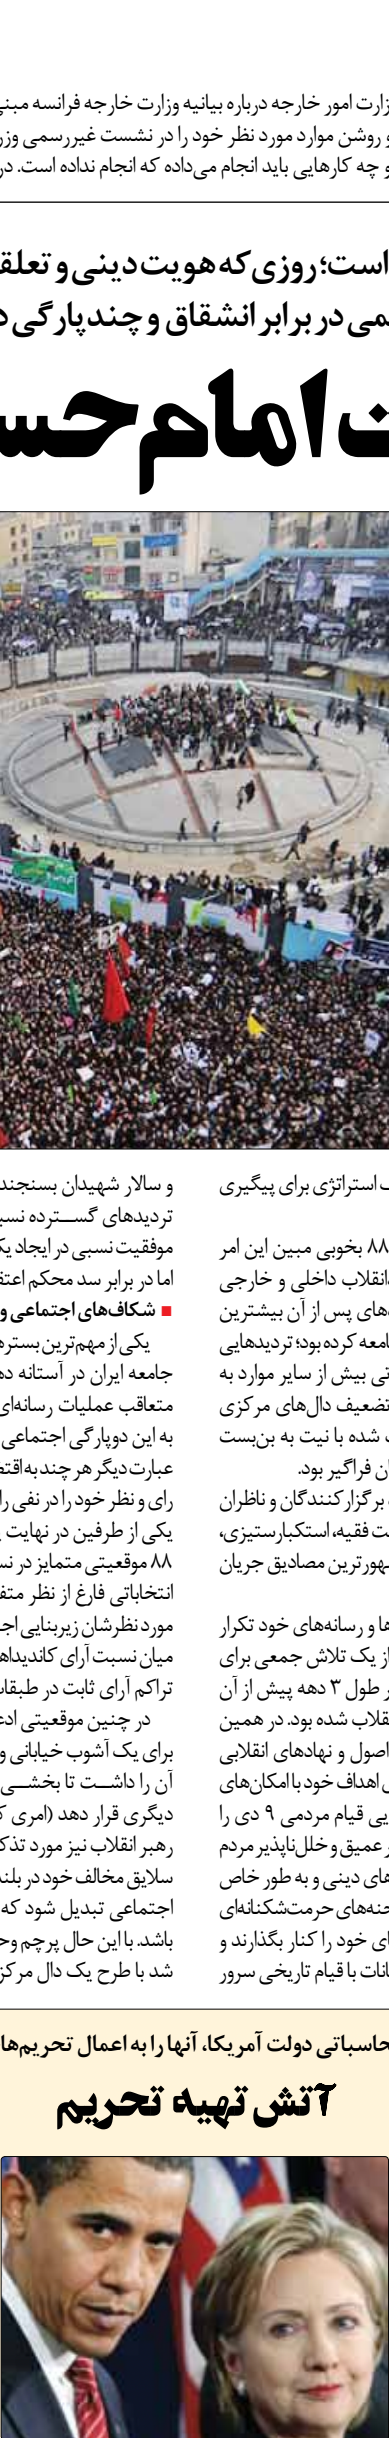 زارت امور خارجه درباره بیانیه وزارت خارجه فرانسه مبنی
و روشن موارد مورد نظر خود را در نشست غیررسمی وزر
و چه کارهایی باید انجام می‌داده که انجام نداده است. در
است؛ روزی که هویت دینی و تعلق
می در برابر انشقاق و چندپارگی د
ت امام حس
استراتژی برای پیگیری
۸۸ بخوبی مبین این امر
انقلاب داخلی و خارجی
های پس از آن بیشترین
امعه کرده بود؛ تردیدهایی
تی بیش از سایر موارد به
تضعیف دال‌های مرکزی
شده با نیت به بن‌بست
ن فراگیر بود.
برگزارکنندگان و ناظران
ت فقیه، استکبارستیزی،
هورترین مصادیق جریان
ها و رسانه‌های خود تکرار
از یک تلاش جمعی برای
ر طول ۳ دهه پیش از آن
قلاب شده بود. در همین
اصول و نهادهای انقلابی
اهداف خود با امکان‌های
یی قیام مردمی ۹ دی را
ر عمیق و خلل‌ناپذیر مردم
های دینی و به طور خاص
حنه‌های حرمت‌شکنانه‌ای
ای خود را کنار بگذارند و
انات با قیام تاریخی سرور
و سالار شهیدان بسنجند
تردیدهای گسترده نسب
موفقیت نسبی در ایجاد یک
اما در برابر سد محکم اعتق
■ شکاف‌های اجتماعی و
یکی از مهم‌ترین بسترها
جامعه ایران در آستانه ده
متعاقب عملیات رسانه‌ای
به این دوپارگی اجتماعی
عبارت دیگر هر چند به اقتض
رای و نظر خود را در نفی را
یکی از طرفین در نهایت
۸۸ موقعیتی متمایز در نس
انتخاباتی فارغ از نظر متف
مورد نظرشان زیربنایی اجـ
میان نسبت آرای کاندیداها
تراکم آرای ثابت در طبقات
در چنین موقعیتی ادع
برای یک آشوب خیابانی و
آن را داشت تا بخشی
دیگری قرار دهد (امری ک
رهبر انقلاب نیز مورد تذک
سلایق مخالف خود در بلند
اجتماعی تبدیل شود که
باشد. با این حال پرچم وح
شد با طرح یک دال مرکز
حاسباتی دولت آمریکا، آنها را به اعمال تحریم‌ها
آتش تهیه تحریم